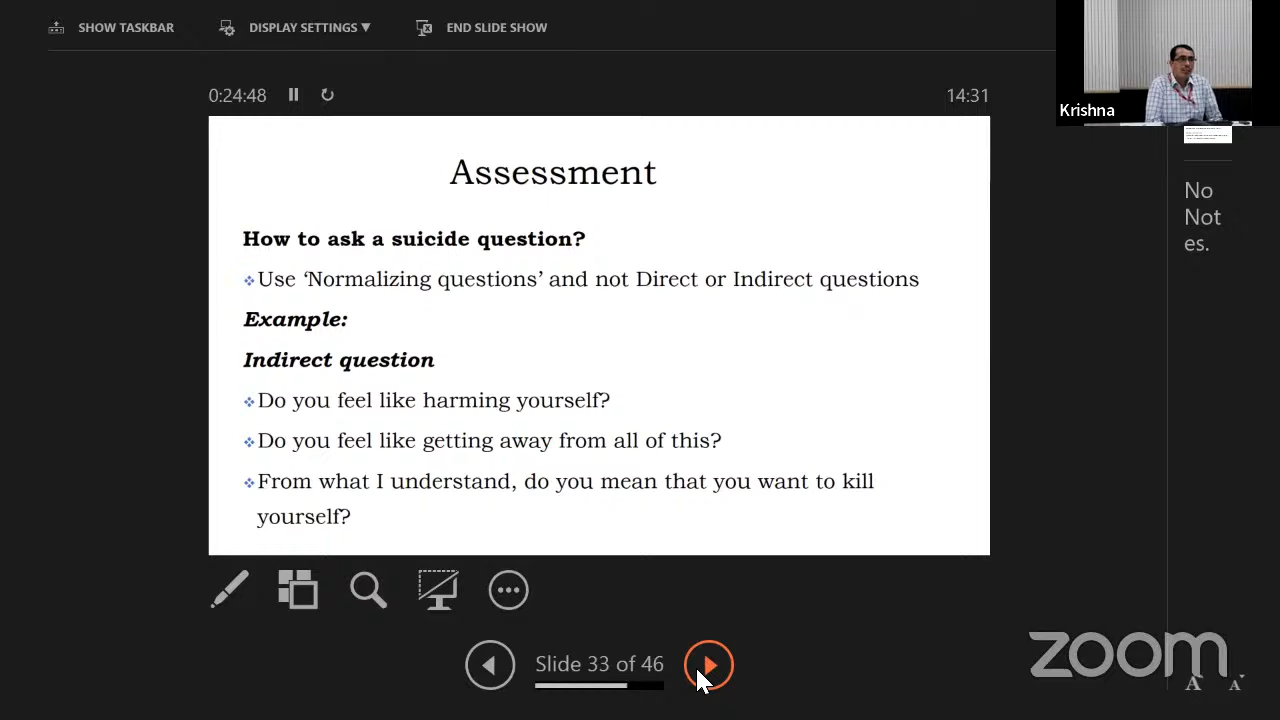 SHOW TASKBAR
DISPLAY SETTINGS ▼
END SLIDE SHOW
Krishna
0:24:48
14:31
Assessment
How to ask a suicide question?
❖Use ‘Normalizing questions’ and not Direct or Indirect questions
Example:
Indirect question
❖Do you feel like harming yourself?
❖Do you feel like getting away from all of this?
❖From what I understand, do you mean that you want to kill
yourself?
No
Not
es.
Slide 33 of 46
zoom
A A